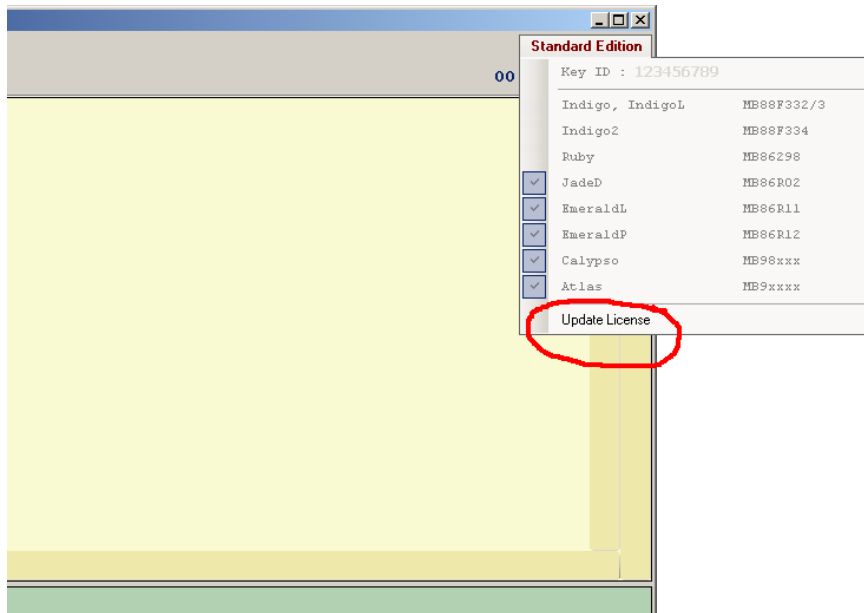 Standard Edition
00
Key ID : 123456789
Indigo, IndigoL MB88F332/3
Indigo2 MB88F334
Ruby MB86298
JadeD MB86R02
EmeraldL MB86R11
EmeraldP MB86R12
Calypso MB98xxx
Atlas MB9xxxx
Update License